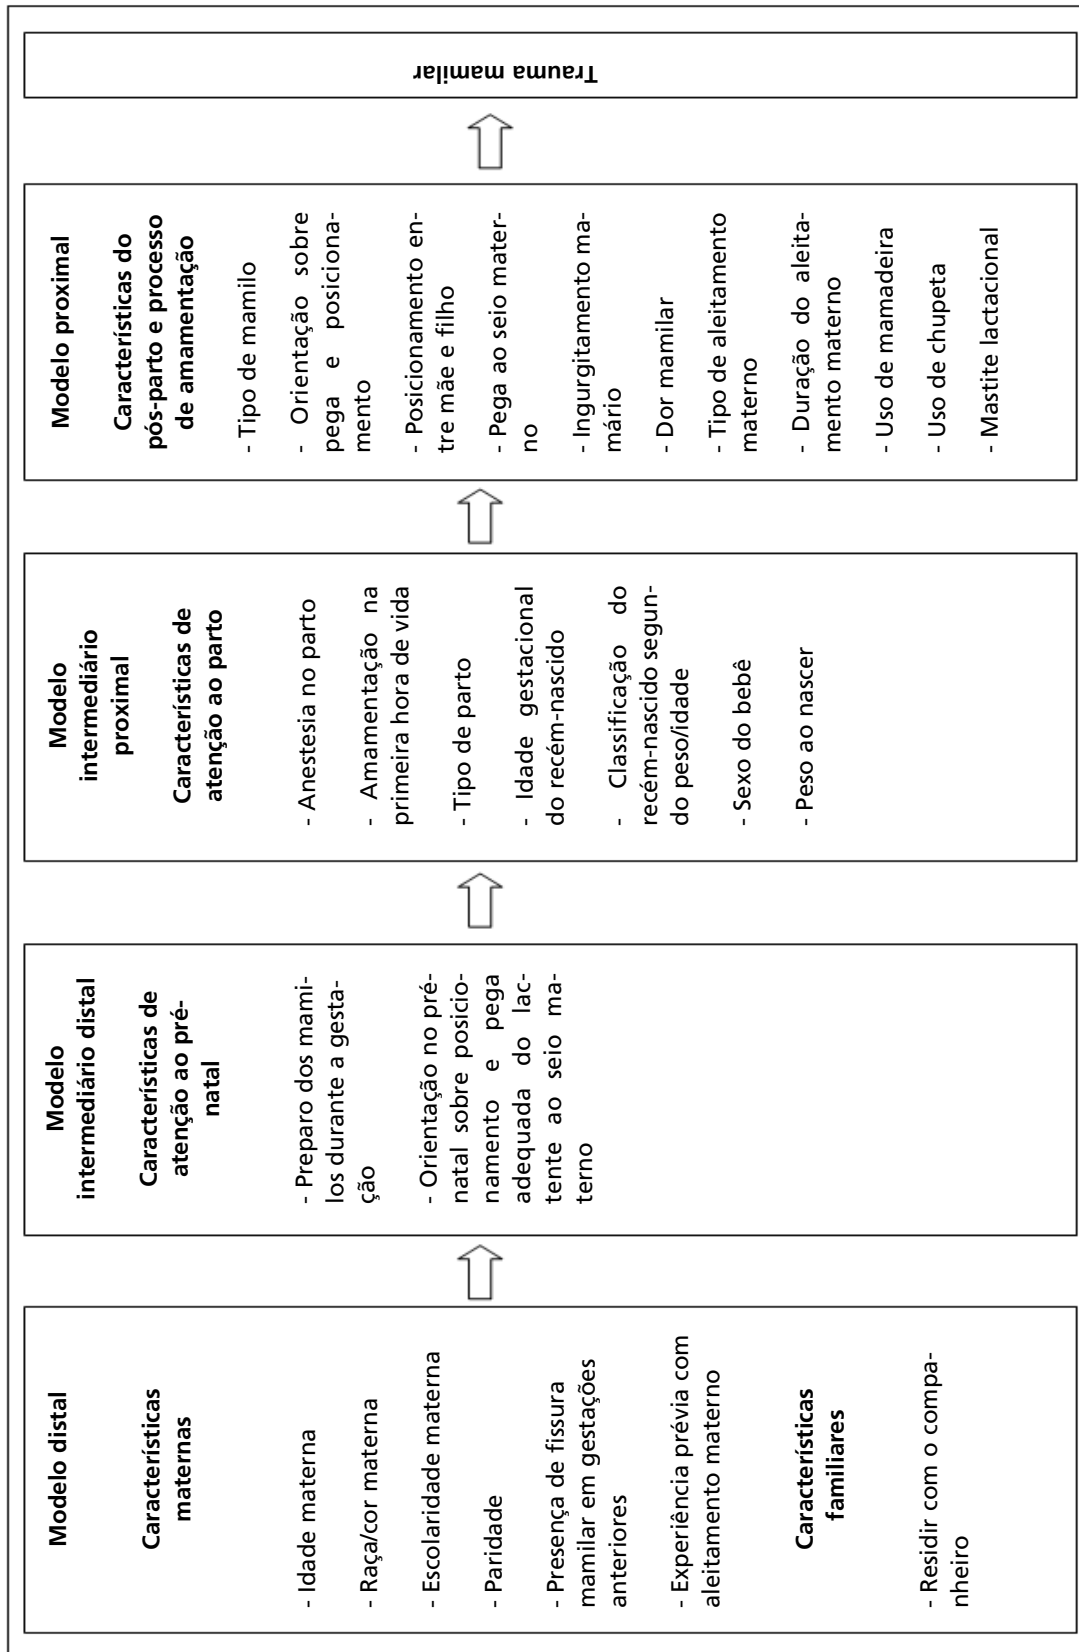 Modelo distal
Características
maternas
- Idade materna
- Raça/cor materna
- Escolaridade materna
- Paridade
- Presença de fissura
mamilar em gestações
anteriores
- Experiência prévia com
aleitamento materno
Características
familiares
- Residir com o compa-
nheiro
Modelo
intermediário distal
Características de
atenção ao pré-
natal
- Preparo dos mami-
los durante a gesta-
ção
- Orientação no pré-
natal sobre posicio-
namento e pega
adequada do lac-
tente ao seio ma-
terno
Modelo
intermediário
proximal
Características de
atenção ao parto
- Anestesia no parto
- Amamentação na
primeira hora de vida
- Tipo de parto
- Idade gestacional
do recém-nascido
- Classificação do
recém-nascido segun-
do peso/idade
- Sexo do bebê
- Peso ao nascer
Modelo proximal
Características do
pós-parto e processo
de amamentação
- Tipo de mamilo
- Orientação sobre
pega e posiciona-
mento
- Posicionamento en-
tre mãe e filho
- Pega ao seio mater-
no
- Ingurgitamento ma-
mário
- Dor mamilar
- Tipo de aleitamento
materno
- Duração do aleita-
mento materno
- Uso de mamadeira
- Uso de chupeta
- Mastite lactacional
Trauma mamilar